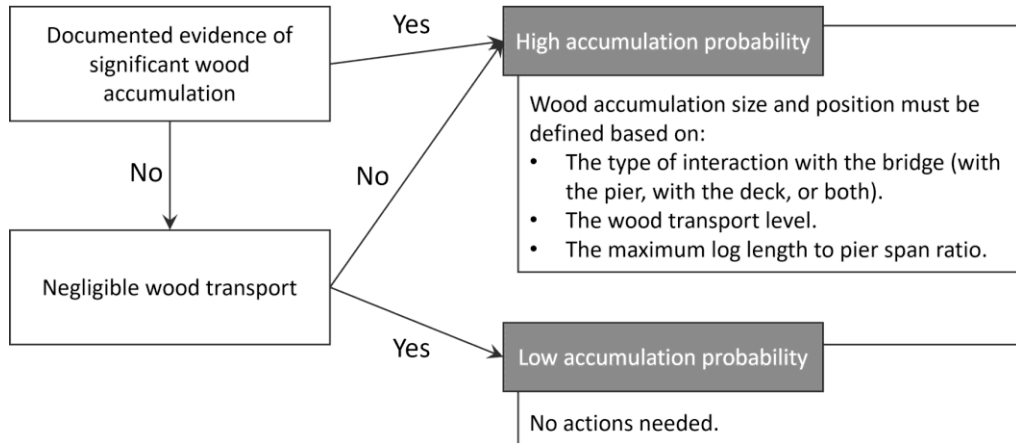 Documented evidence of
significant wood
accumulation
Yes
High accumulation probability
Wood accumulation size and position must be
defined based on:
• The type of interaction with the bridge (with
the pier, with the deck, or both).
• The wood transport level.
• The maximum log length to pier span ratio.
No
No
Negligible wood transport
Yes
Low accumulation probability
No actions needed.